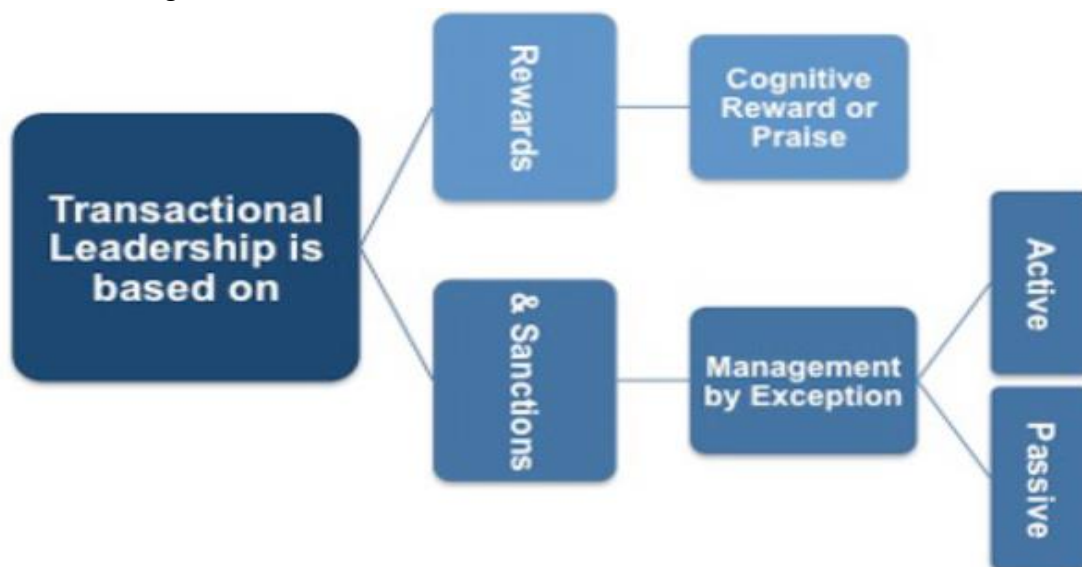 Transactional
Leadership is
based on
Rewards
Cognitive
Reward or
Praise
& Sanctions
Management
by Exception
Active
Passive